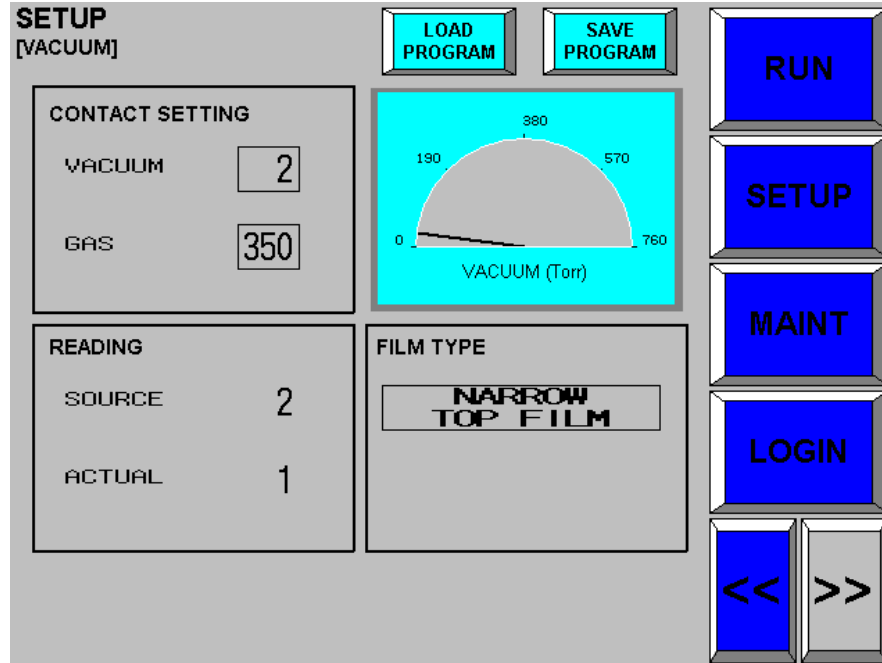 SETUP
[VACUUM]
LOAD
PROGRAM
SAVE
PROGRAM
CONTACT SETTING
VACUUM 2
GAS 350
380
190 570
0 760
VACUUM (Torr)
READING
SOURCE 2
ACTUAL 1
FILM TYPE
NARROW
TOP FILM
RUN
SETUP
MAINT
LOGIN
<< >>